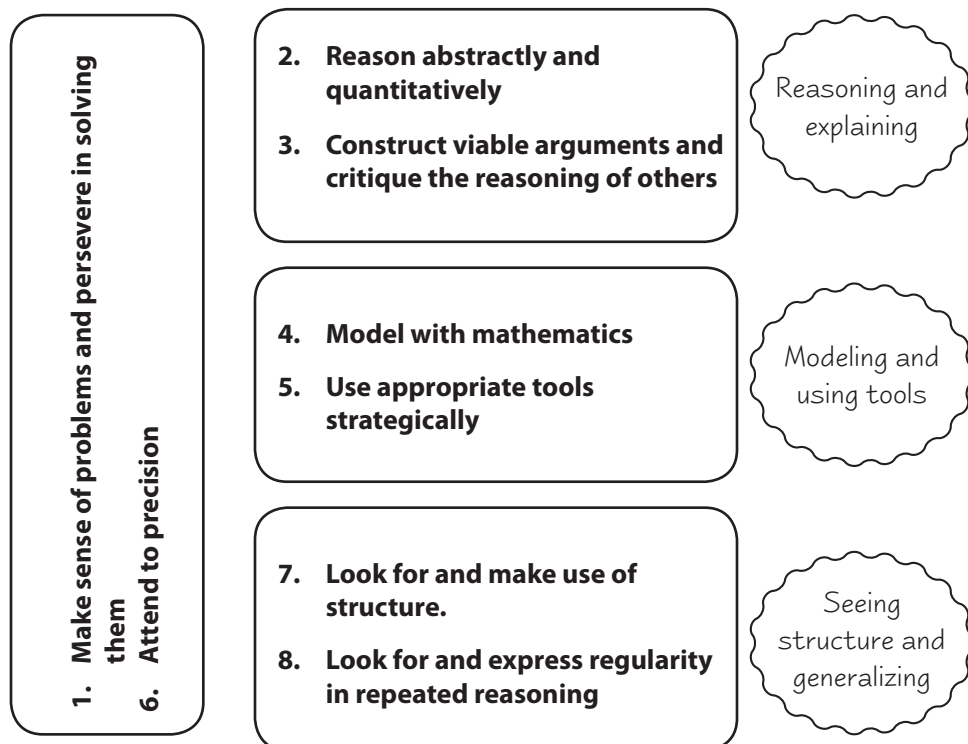 1. Make sense of problems and persevere in solving
them
6. Attend to precision
2. Reason abstractly and
quantitatively
3. Construct viable arguments and
critique the reasoning of others
Reasoning and
explaining
4. Model with mathematics
5. Use appropriate tools
strategically
Modeling and
using tools
7. Look for and make use of
structure.
8. Look for and express regularity
in repeated reasoning
Seeing
structure and
generalizing